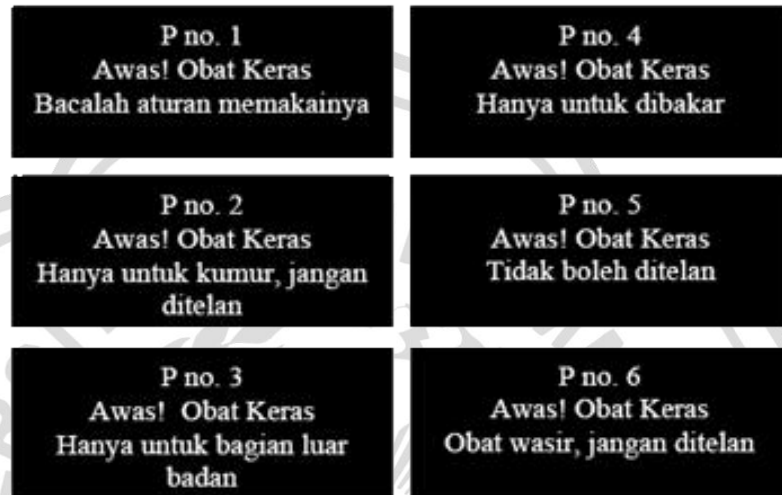 P no. 1
Awas! Obat Keras
Bacalah aturan memakainya
P no. 2
Awas! Obat Keras
Hanya untuk kumur, jangan
ditelan
P no. 3
Awas! Obat Keras
Hanya untuk bagian luar
badan
P no. 4
Awas! Obat Keras
Hanya untuk dibakar
P no. 5
Awas! Obat Keras
Tidak boleh ditelan
P no. 6
Awas! Obat Keras
Obat wasir, jangan ditelan